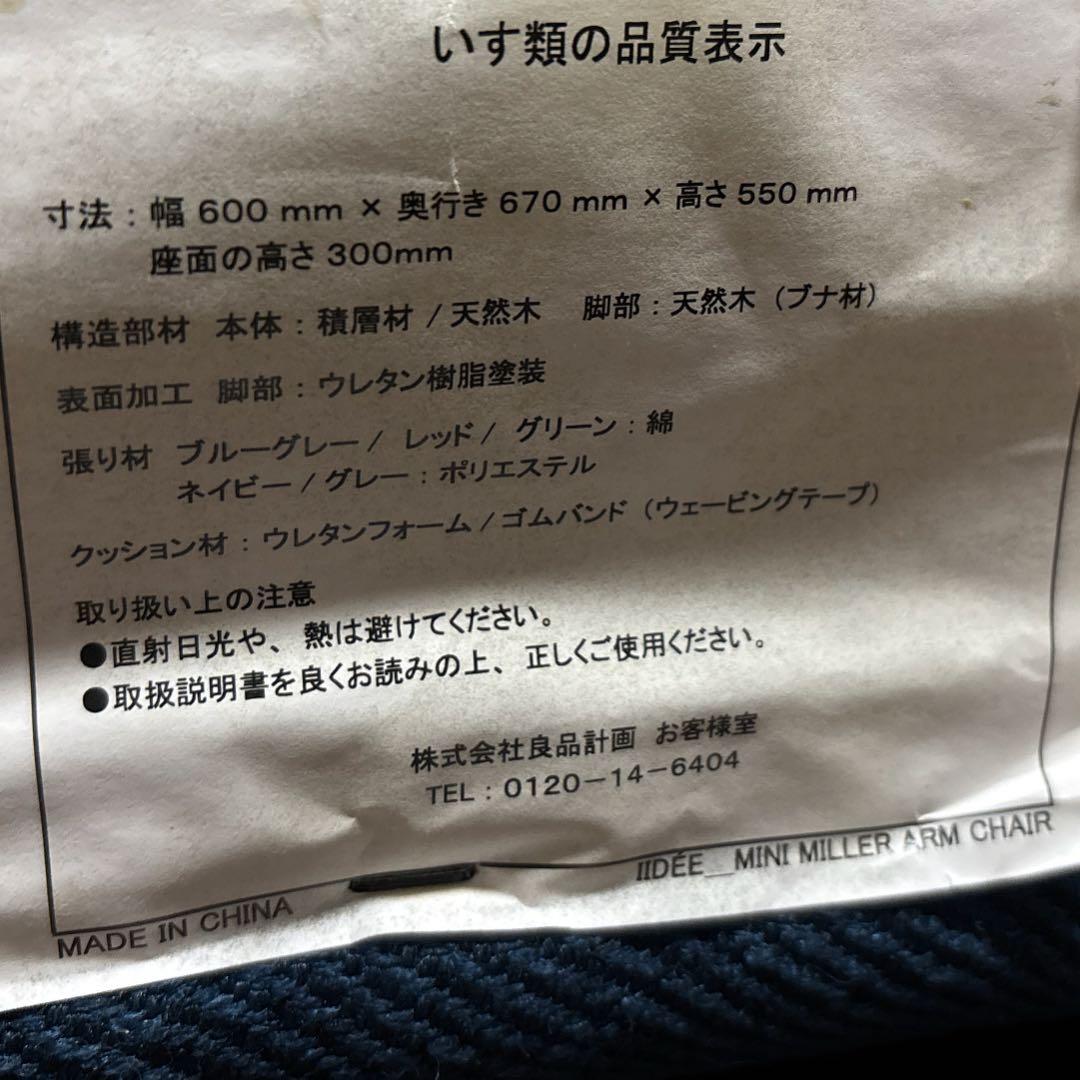 いす類の品質表示
寸法：幅 600 mm × 奥行き 670 mm × 高さ 550 mm
座面の高さ 300mm
構造部材 本体：積層材 / 天然木 脚部：天然木（ブナ材）
表面加工 脚部：ウレタン樹脂塗装
張り材 ブルーグレー / レッド / グリーン：綿
ネイビー / グレー：ポリエステル
クッション材：ウレタンフォーム / ゴムバンド（ウェービングテープ）
取り扱い上の注意
●直射日光や、熱は避けてください。
●取扱説明書を良くお読みの上、正しくご使用ください。
株式会社良品計画 お客様室
TEL：0120－14－6404
IIDÉE__MINI MILLER ARM CHAIR
MADE IN CHINA